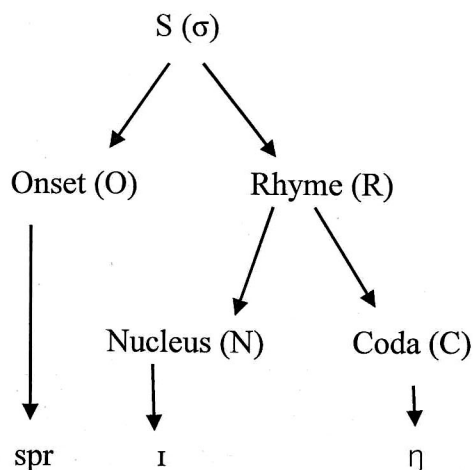 S (σ)
Onset (O) Rhyme (R)
Nucleus (N) Coda (C)
spr ɪ η